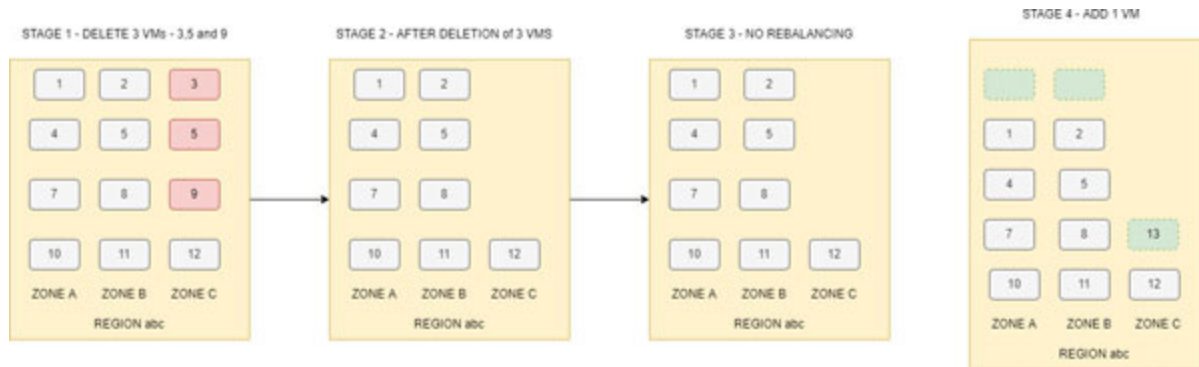 STAGE 1 - DELETE 3 VMs - 3,5 and 9
1 2 3
4 5 5
7 8 9
10 11 12
ZONE A ZONE B ZONE C
REGION abc
STAGE 2 - AFTER DELETION of 3 VMS
1 2
4 5
7 8
10 11 12
ZONE A ZONE B ZONE C
REGION abc
STAGE 3 - NO REBALANCING
1 2
4 5
7 8
10 11 12
ZONE A ZONE B ZONE C
REGION abc
STAGE 4 - ADD 1 VM
1 2
4 5
7 8 13
10 11 12
ZONE A ZONE B ZONE C
REGION abc